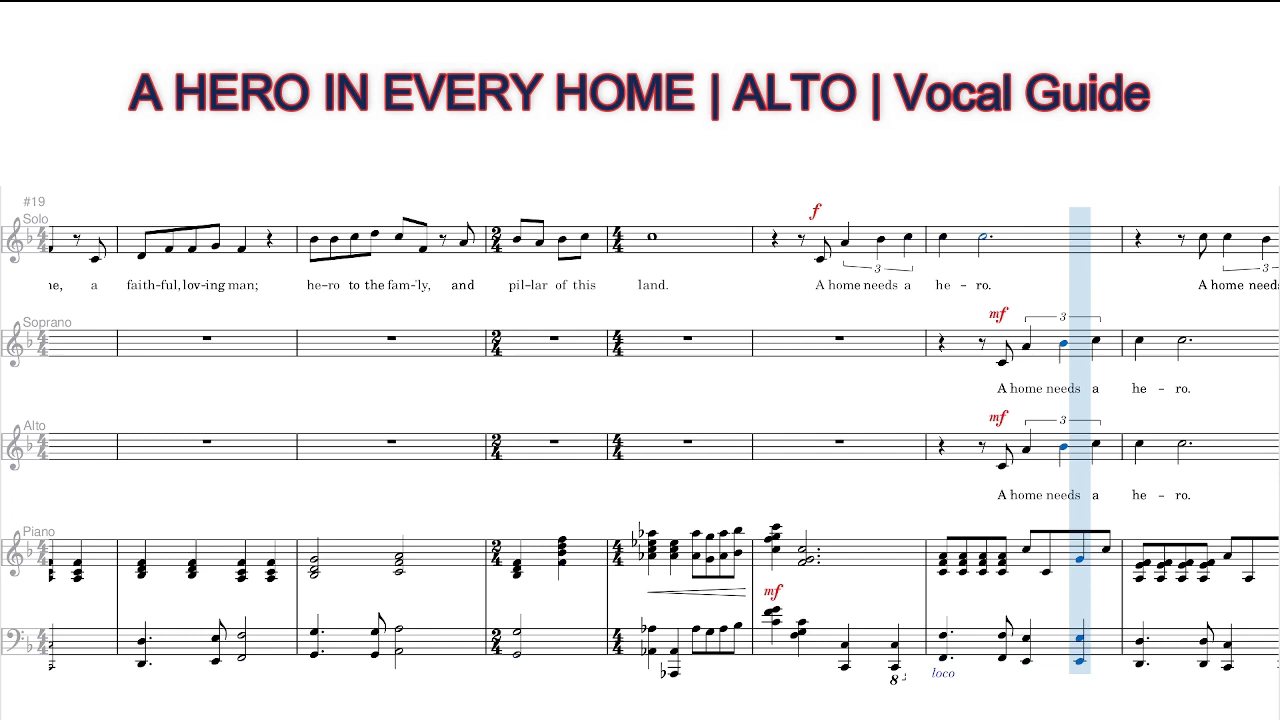 A HERO IN EVERY HOME | ALTO | Vocal Guide
#19
Solo
f
a faith-ful, lov-ing man; he-ro to the fam-'ly, and pil-lar of this land. A home needs a he - ro. A home needs
3 3
Soprano
mf 3
A home needs a he - ro.
Alto
mf 3
A home needs a he - ro.
Piano
mf
8
loco